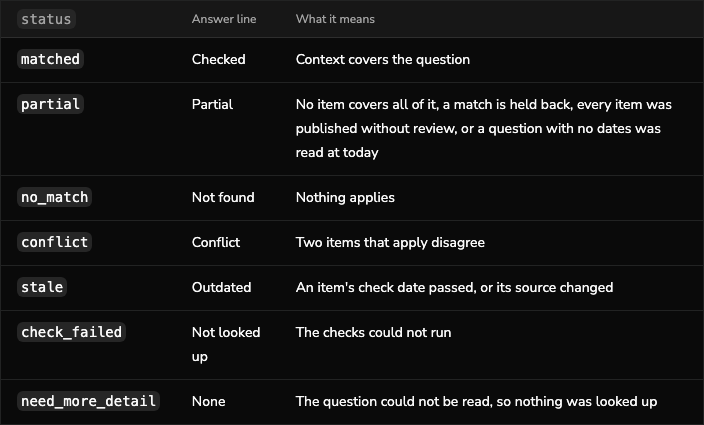 status Answer line What it means
matched Checked Context covers the question
partial Partial No item covers all of it, a match is held back, every item was
published without review, or a question with no dates was
read at today
no_match Not found Nothing applies
conflict Conflict Two items that apply disagree
stale Outdated An item's check date passed, or its source changed
check_failed Not looked The checks could not run
up
need_more_detail None The question could not be read, so nothing was looked up